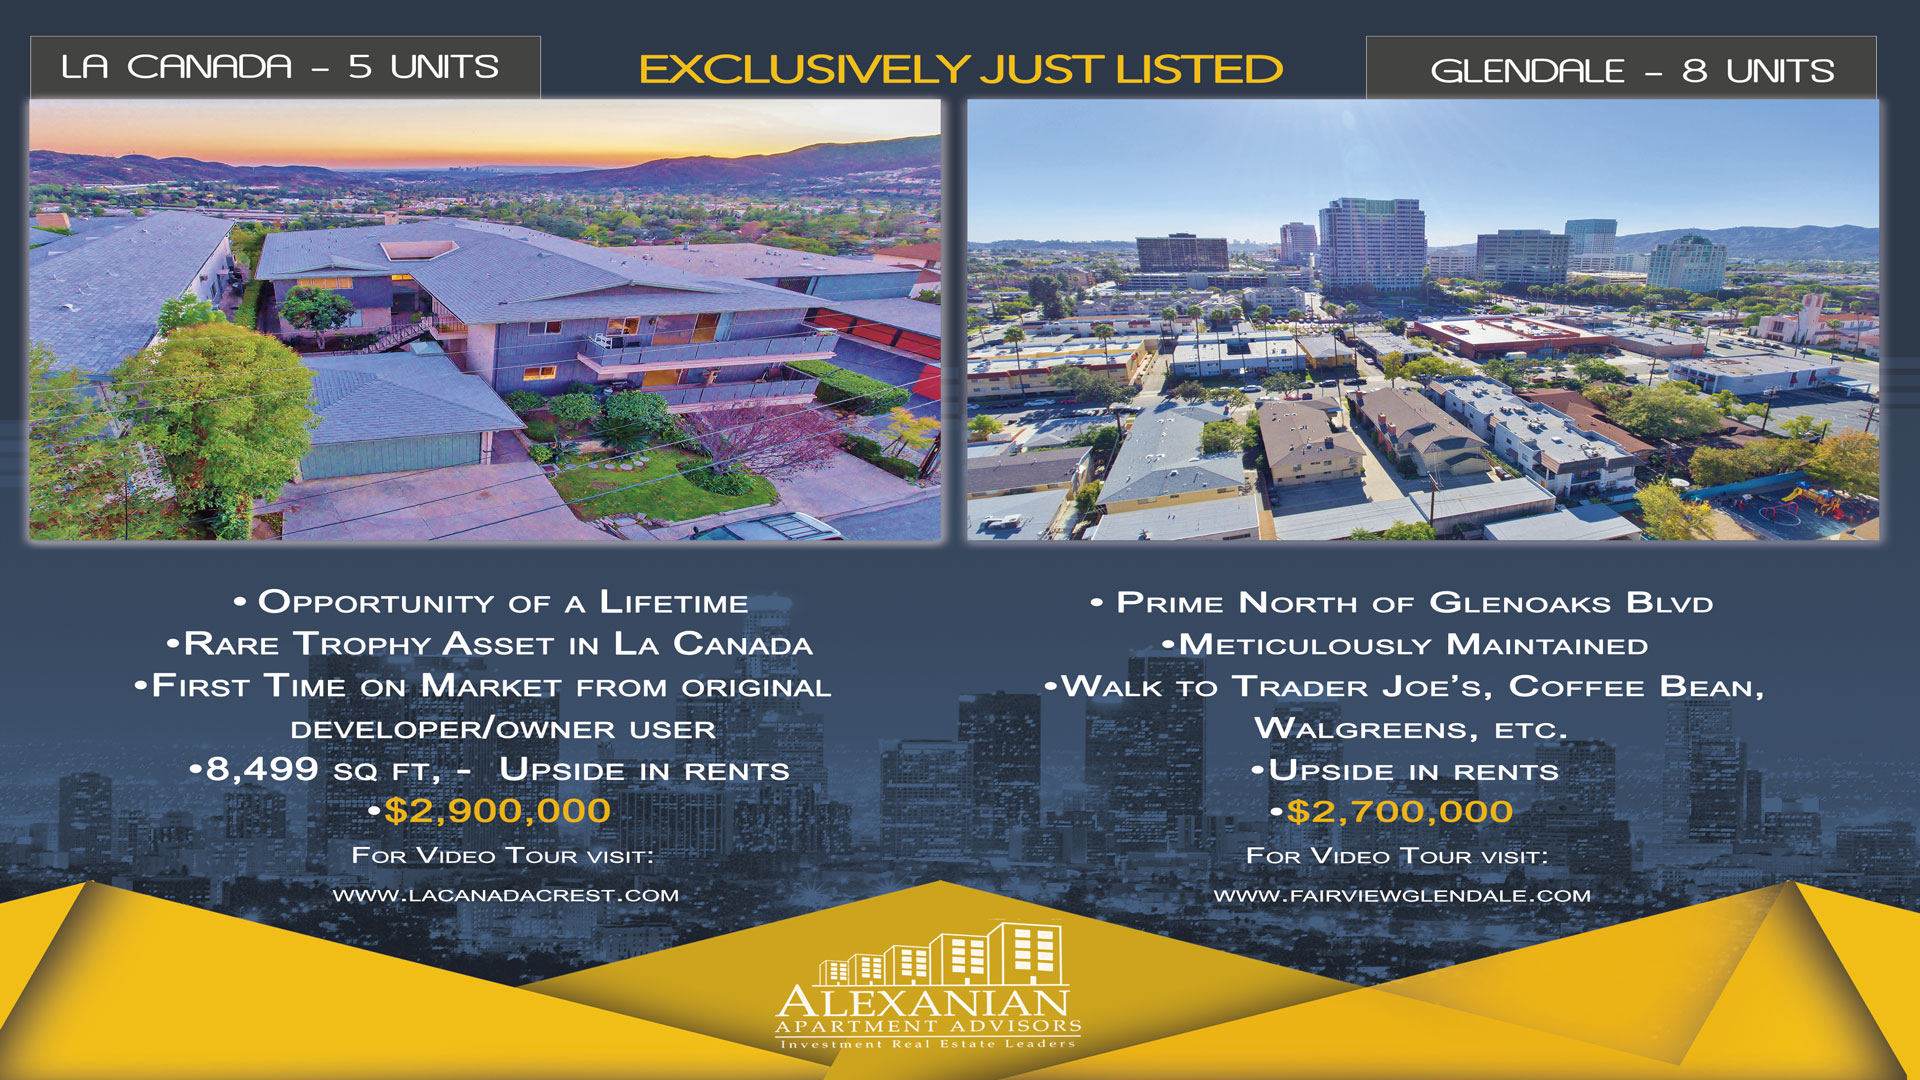 LA CANADA – 5 UNITS
EXCLUSIVELY JUST LISTED
GLENDALE – 8 UNITS
• Opportunity of a Lifetime
•Rare Trophy Asset in La Canada
•First Time on Market from original
developer/owner user
•8,499 sq ft, - Upside in rents
•$2,900,000
For Video Tour visit:
www.lacanadacrest.com
• Prime North of Glenoaks Blvd
•Meticulously Maintained
•Walk to Trader Joe's, Coffee Bean,
Walgreens, etc.
•Upside in rents
•$2,700,000
For Video Tour visit:
www.fairviewglendale.com
Alexanian
Apartment Advisors
Investment Real Estate Leaders